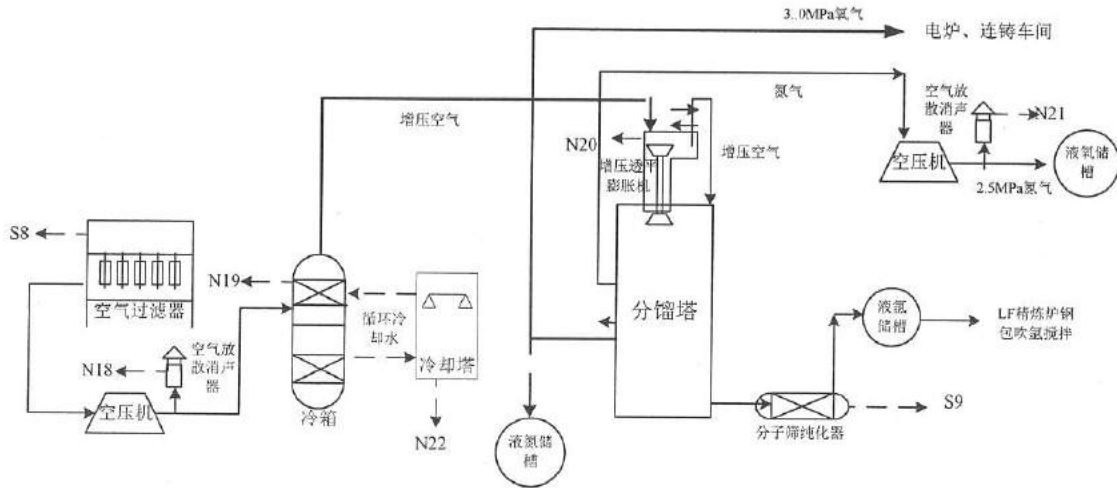 3..0MPa氧气
电炉、连铸车间
氮气
空气放
散消声
器
N21
增压空气
N20
增压透平
膨胀机
增压空气
空压机
2.5MPa氮气
液氧储
槽
S8
空气过滤器
N19
循环冷
却水
冷却塔
分馏塔
液氩
储槽
LF精炼炉钢
包吹氩搅拌
空气放
散消声
器
N18
空压机
冷箱
N22
液氮储
槽
分子筛纯化器
S9